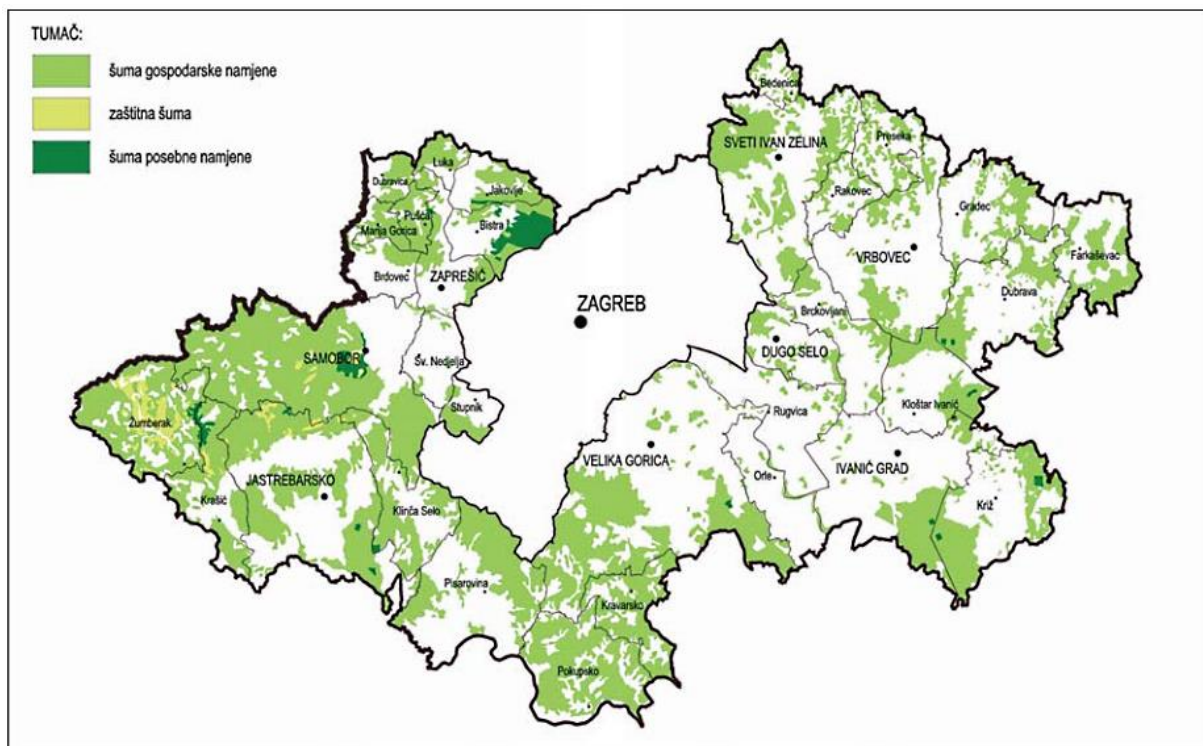 TUMAČ:
šuma gospodarske namjene
zaštitna šuma
šuma posebne namjene
Bedenica
SVETI IVAN ZELINA
Preseka
Luka
Dubravica
Jakovlje
Rakovec
Gradec
Pušća
Marija Gorica
Bistra
VRBOVEC
Farkaševac
Brdovec
ZAPREŠIĆ
Dubrava
ZAGREB
Brckovljani
SAMOBOR
DUGO SELO
Sv. Nedjelja
Stupnik
Kloštar Ivanić
Žumberak
Rugvica
VELIKA GORICA
IVANIĆ GRAD
Orle
JASTREBARSKO
Krašić
Klinča Selo
Križ
Pisarovina
Kravarsko
Pokupsko